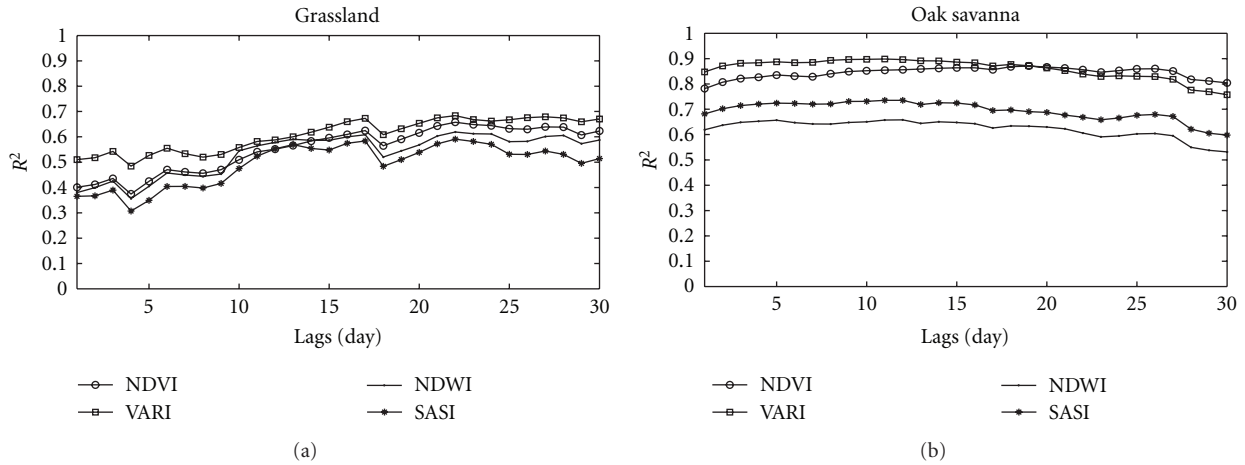 Grassland
1
0.9
0.8
0.7
0.6
0.5
0.4
0.3
0.2
0.1
0
R²
5 10 15 20 25 30
Lags (day)
NDVI NDWI
VARI SASI
(a)
Oak savanna
1
0.9
0.8
0.7
0.6
0.5
0.4
0.3
0.2
0.1
0
R²
5 10 15 20 25 30
Lags (day)
NDVI NDWI
VARI SASI
(b)